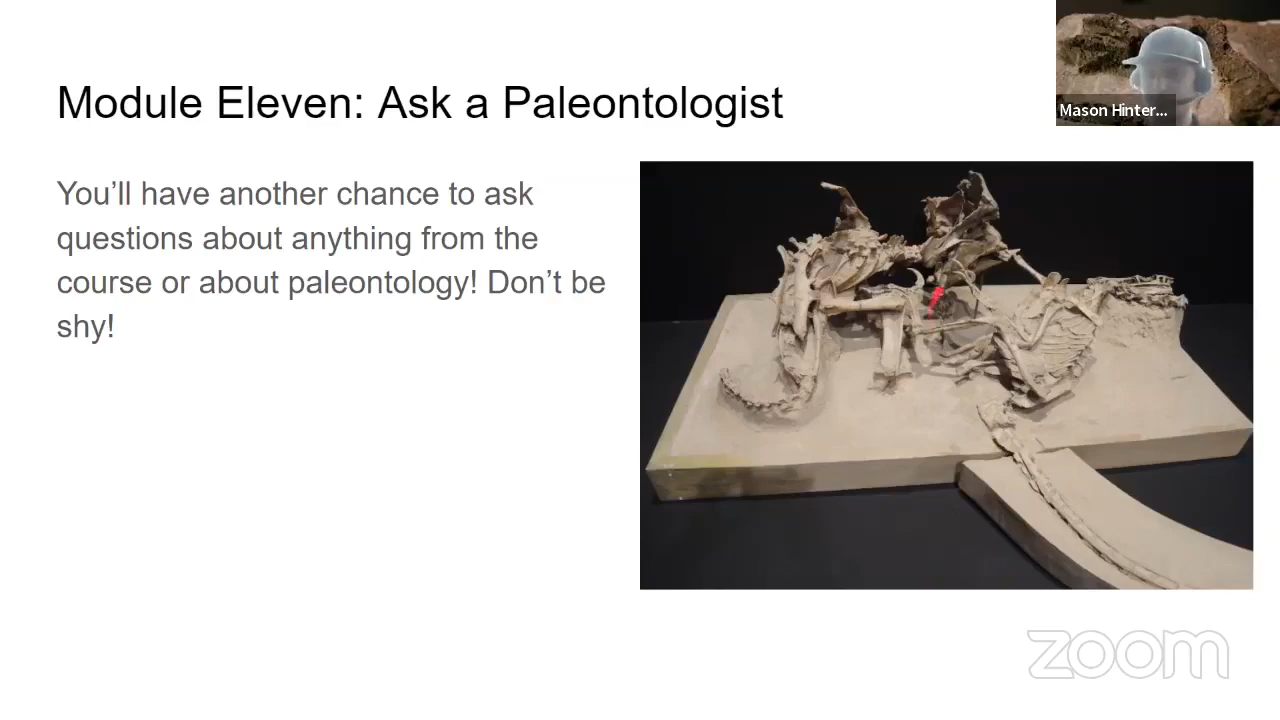 Module Eleven: Ask a Paleontologist
Mason Hinter...
You’ll have another chance to ask
questions about anything from the
course or about paleontology! Don’t be
shy!
zoom